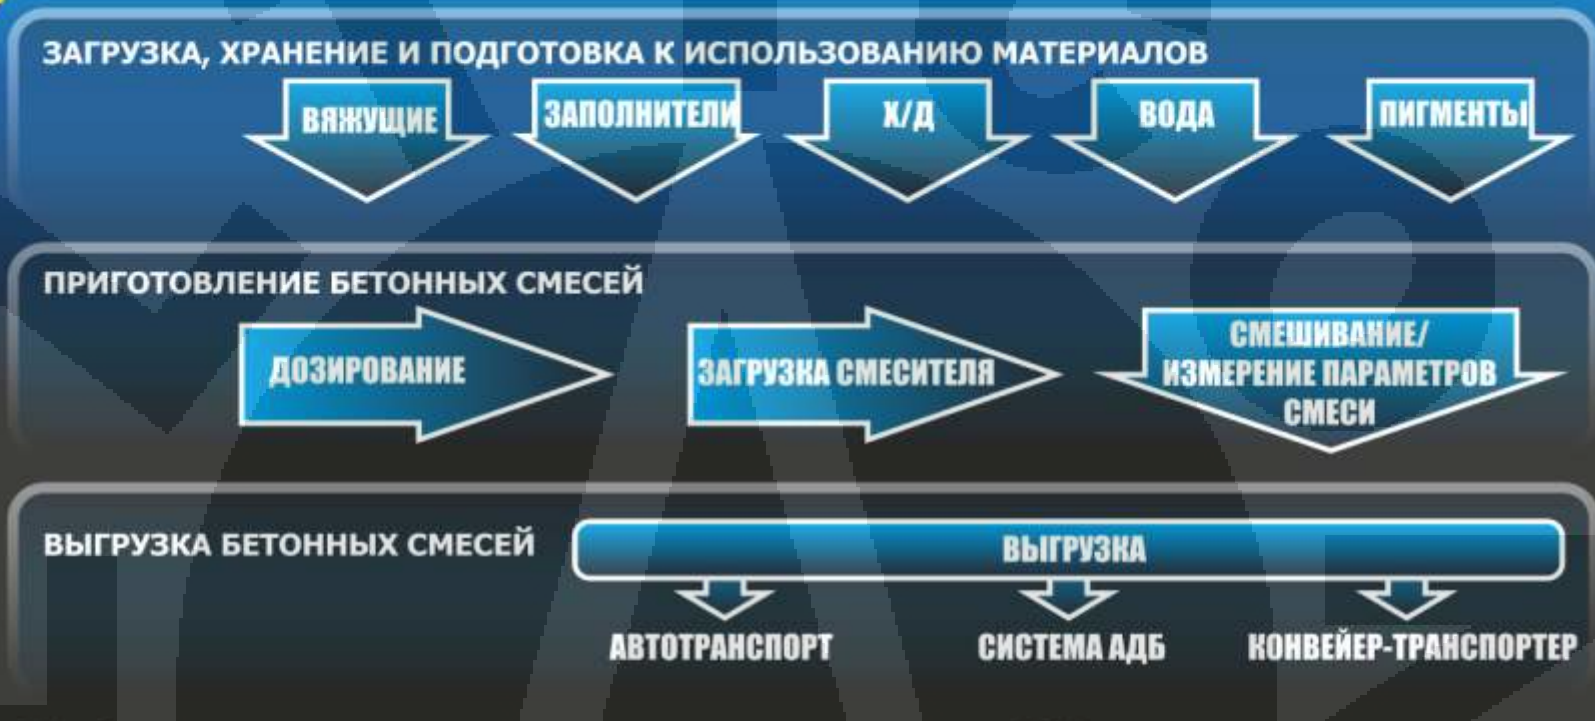 ЗАГРУЗКА, ХРАНЕНИЕ И ПОДГОТОВКА К ИСПОЛЬЗОВАНИЮ МАТЕРИАЛОВ
ВЯЖУЩИЕ
ЗАПОЛНИТЕЛИ
Х/Д
ВОДА
ПИГМЕНТЫ
ПРИГОТОВЛЕНИЕ БЕТОННЫХ СМЕСЕЙ
ДОЗИРОВАНИЕ
ЗАГРУЗКА СМЕСИТЕЛЯ
СМЕШИВАНИЕ/
ИЗМЕРЕНИЕ ПАРАМЕТРОВ
СМЕСИ
ВЫГРУЗКА БЕТОННЫХ СМЕСЕЙ
ВЫГРУЗКА
АВТОТРАНСПОРТ
СИСТЕМА АДБ
КОНВЕЙЕР-ТРАНСПОРТЕР